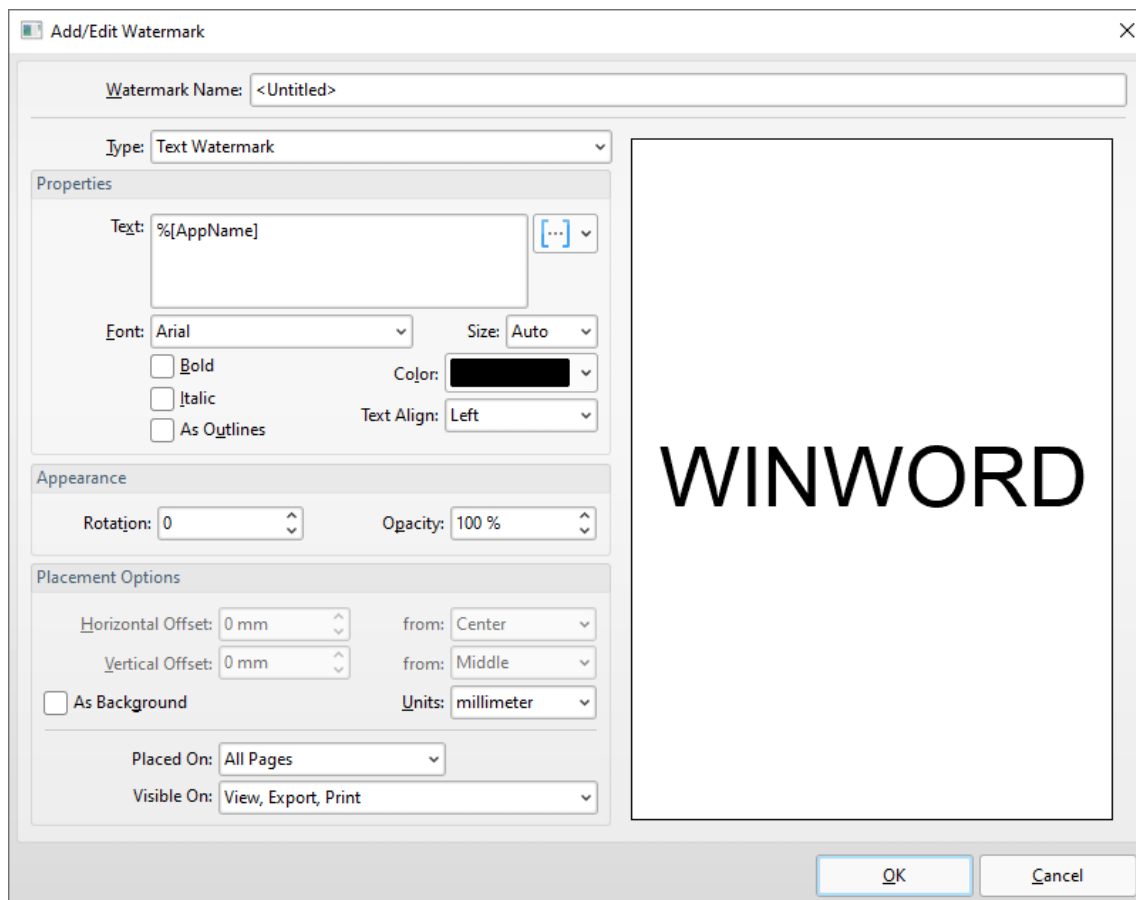 Add/Edit Watermark
Watermark Name: <Untitled>
Type: Text Watermark
Properties
Text: %[AppName]
Font: Arial Size: Auto
Bold
Color:
Italic
Text Align: Left
As Outlines
Appearance
Rotation: 0 Opacity: 100 %
Placement Options
Horizontal Offset: 0 mm from: Center
Vertical Offset: 0 mm from: Middle
As Background Units: millimeter
Placed On: All Pages
Visible On: View, Export, Print
WINWORD
OK Cancel